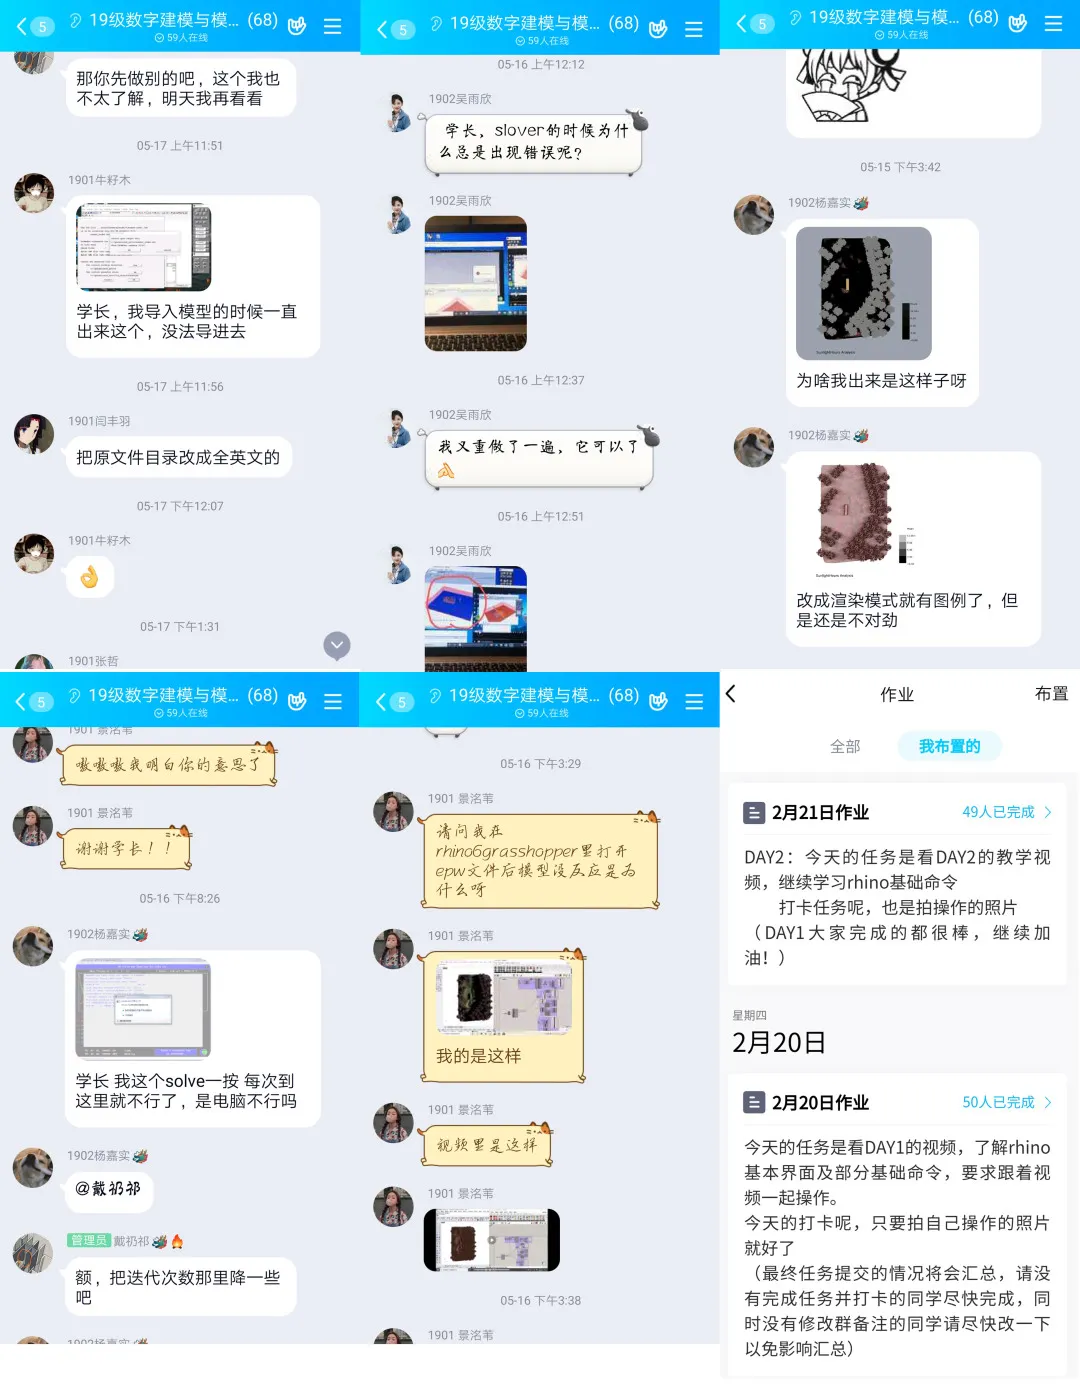 5
19级数字建模与模... (68)
59人在线
那你先做别的吧，这个我也
不太了解，明天我再看看
05-17 上午11:51
1901牛籽木
学长，我导入模型的时候一直
出来这个，没法导进去
05-17 上午11:56
1901闫丰羽
把原文件目录改成全英文的
05-17 下午12:07
1901牛籽木
05-17 下午1:31
1901张哲
5
19级数字建模与模... (68)
59人在线
05-16 上午12:12
1902吴雨欣
学长，slover的时候为什
么总是出现错误呢？
1902吴雨欣
05-16 上午12:37
1902吴雨欣
我又重做了一遍，它可以了
05-16 上午12:51
1902吴雨欣
5
19级数字建模与模... (68)
59人在线
05-15 下午3:42
1902杨嘉实
Sunlight Hours Analysis
为啥我出来是这样子呀
1902杨嘉实
Sunlight Hours Analysis
改成渲染模式就有图例了，但
是还是不对劲
5
19级数字建模与模... (68)
59人在线
1901 景洺苇
嗷嗷嗷我明白你的意思了
1901 景洺苇
谢谢学长！！
05-16 下午8:26
1902杨嘉实
学长 我这个solve一按 每次到
这里就不行了，是电脑不行吗
1902杨嘉实
@戴礽祁
管理员 戴礽祁
额，把迭代次数那里降一些
吧
1902杨嘉实
5
19级数字建模与模... (68)
59人在线
05-16 下午3:29
1901 景洺苇
请问我在
rhino6grasshopper里打开
epw文件后模型没反应是为
什么呀
1901 景洺苇
我的是这样
1901 景洺苇
视频里是这样
1901 景洺苇
05-16 下午3:38
1901 景洺苇
作业
布置
全部
我布置的
2月21日作业
49人已完成
DAY2：今天的任务是看DAY2的教学视
频，继续学习rhino基础命令
打卡任务呢，也是拍操作的照片
（DAY1大家完成的都很棒，继续加
油！）
星期四
2月20日
2月20日作业
50人已完成
今天的任务是看DAY1的视频，了解rhino
基本界面及部分基础命令，要求跟着视
频一起操作。
今天的打卡呢，只要拍自己操作的照片
就好了
（最终任务提交的情况将会汇总，请没
有完成任务并打卡的同学尽快完成，同
时没有修改群备注的同学请尽快改一下
以免影响汇总）